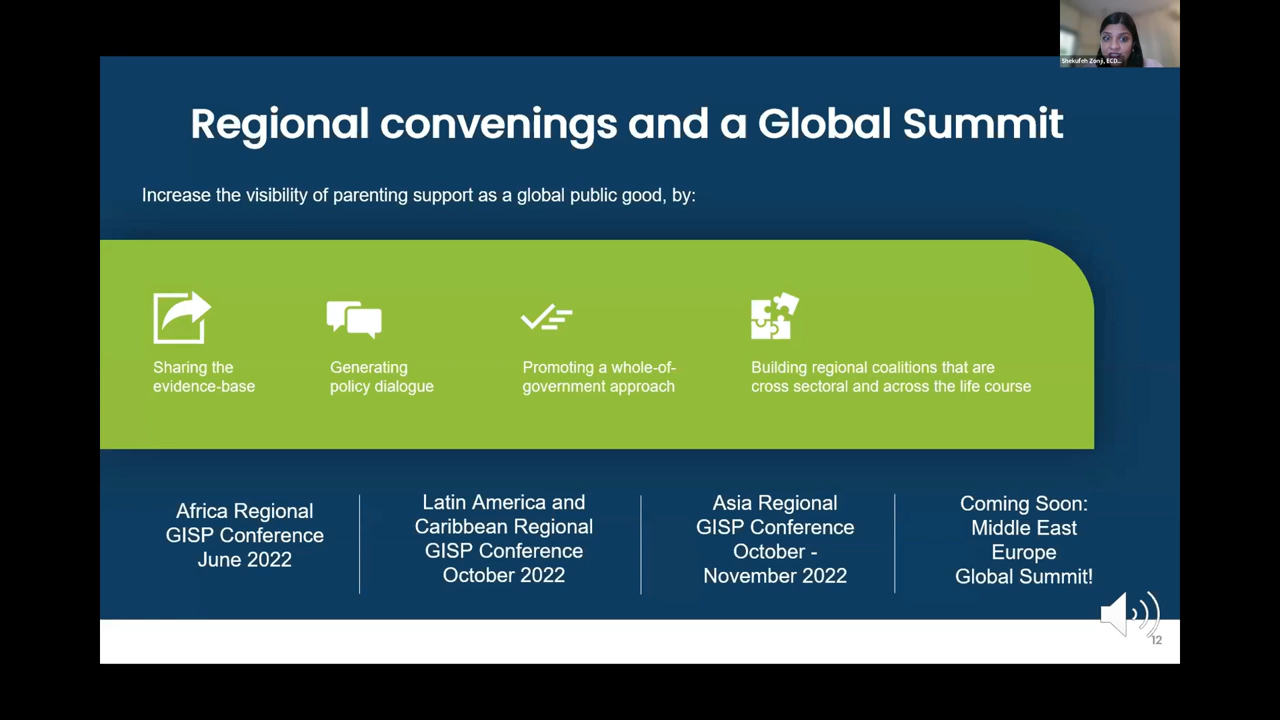 Shekufeh Zonji, ECD...
Regional convenings and a Global Summit
Increase the visibility of parenting support as a global public good, by:
Sharing the
evidence-base
Generating
policy dialogue
Promoting a whole-of-
government approach
Building regional coalitions that are
cross sectoral and across the life course
Africa Regional
GISP Conference
June 2022
Latin America and
Caribbean Regional
GISP Conference
October 2022
Asia Regional
GISP Conference
October -
November 2022
Coming Soon:
Middle East
Europe
Global Summit!
12